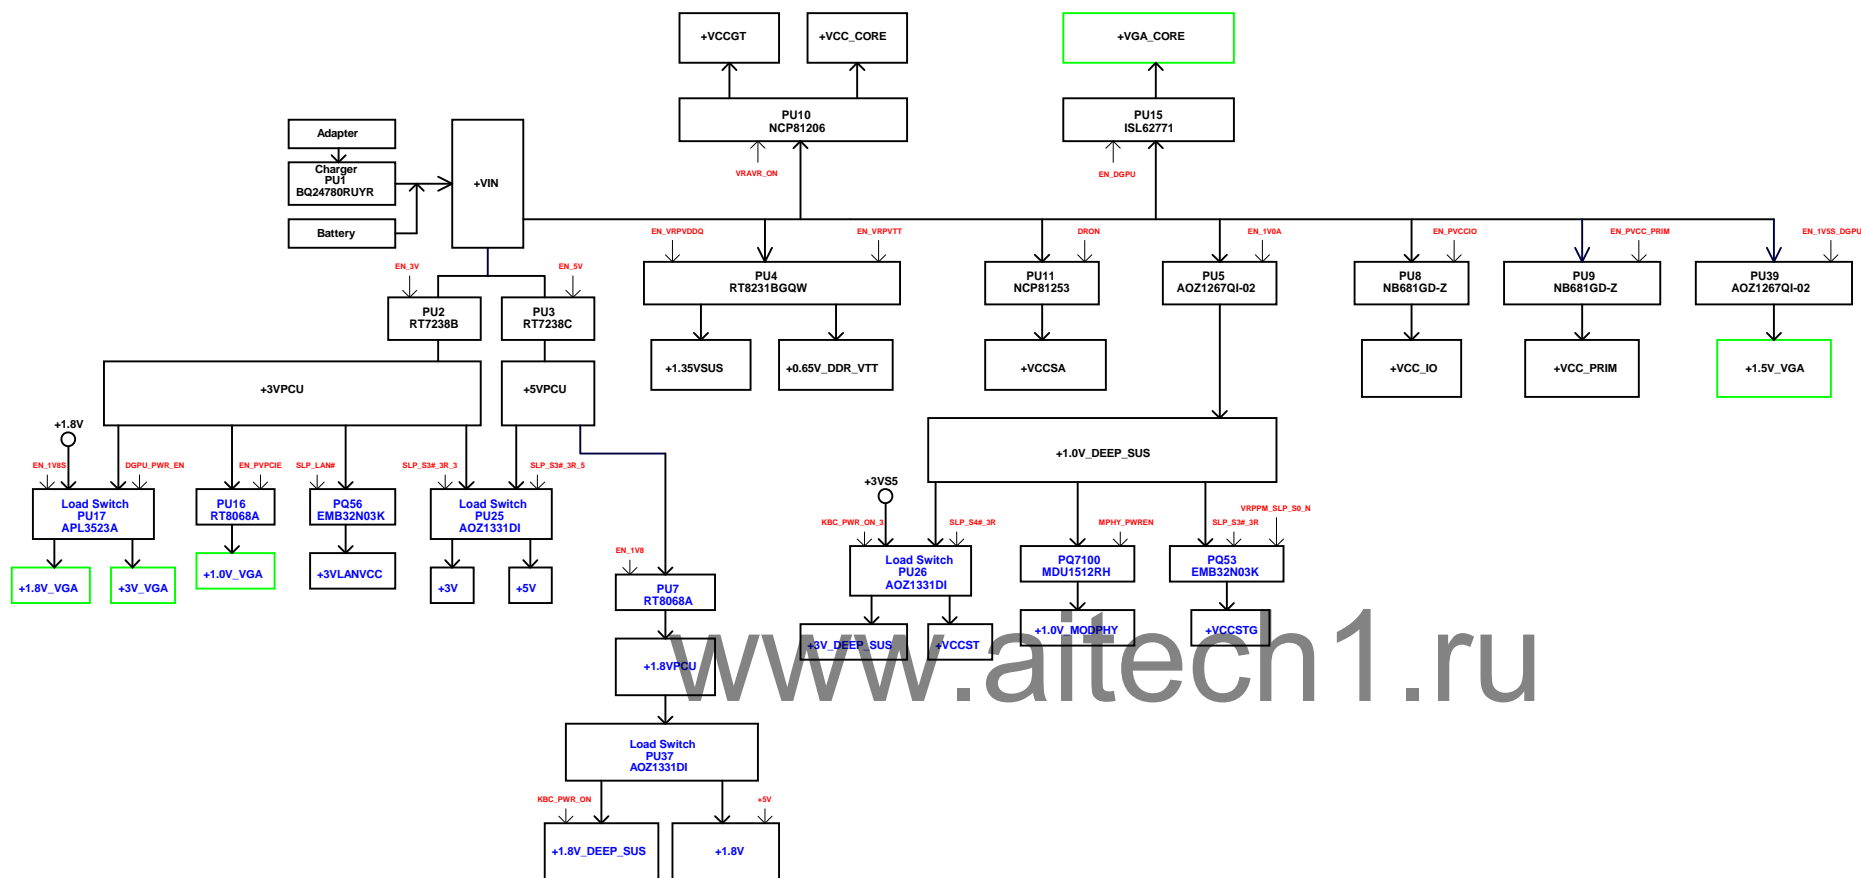 +VCCGT
+VCC_CORE
+VGA_CORE
PU10
NCP81206
PU15
ISL62771
Adapter
Charger
PU1
BQ24780RUYR
Battery
+VIN
VRAVR_ON
EN_DGPU
EN_3V
EN_5V
EN_VRPVDDQ
EN_VRPVTT
DRON
EN_1V0A
EN_PVCCIO
EN_PVCC_PRIM
EN_1V5S_DGPU
PU2
RT7238B
PU3
RT7238C
PU4
RT8231BGQW
PU11
NCP81253
PU5
AOZ1267QI-02
PU8
NB681GD-Z
PU9
NB681GD-Z
PU39
AOZ1267QI-02
+3VPCU
+5VPCU
+1.35VSUS
+0.65V_DDR_VTT
+VCCSA
+VCC_IO
+VCC_PRIM
+1.5V_VGA
+1.8V
+1.0V_DEEP_SUS
EN_1V8S
DGPU_PWR_EN
EN_PVPCIE
SLP_LAN#
SLP_S3#_3R_3
SLP_S3#_3R_5
+3VS5
Load Switch
PU17
APL3523A
PU16
RT8068A
PQ56
EMB32N03K
Load Switch
PU25
AOZ1331DI
KBC_PWR_ON_3
SLP_S4#_3R
MPHY_PWREN
SLP_S3#_3R
VRPPM_SLP_S0_N
+1.8V_VGA
+3V_VGA
+1.0V_VGA
+3VLANVCC
+3V
+5V
EN_1V8
PU7
RT8068A
Load Switch
PU26
AOZ1331DI
PQ7100
MDU1512RH
PQ53
EMB32N03K
+1.8VPCU
+3V_DEEP_SUS
+VCCST
+1.0V_MODPHY
+VCCSTG
www.aitech1.ru
Load Switch
PU37
AOZ1331DI
KBC_PWR_ON
+5V
+1.8V_DEEP_SUS
+1.8V